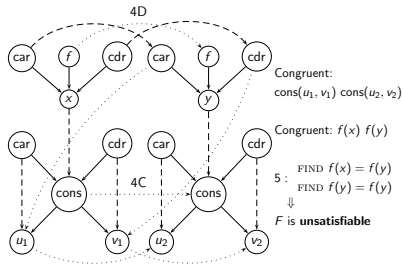 4D
car f cdr car f cdr
x y
Congruent:
cons(u₁, v₁) cons(u₂, v₂)
car cdr car cdr
Congruent: f(x) f(y)
cons 4C cons
5 : FIND f(x) = f(y)
FIND f(y) = f(y)
⇓
F is unsatisfiable
u₁ v₁ u₂ v₂